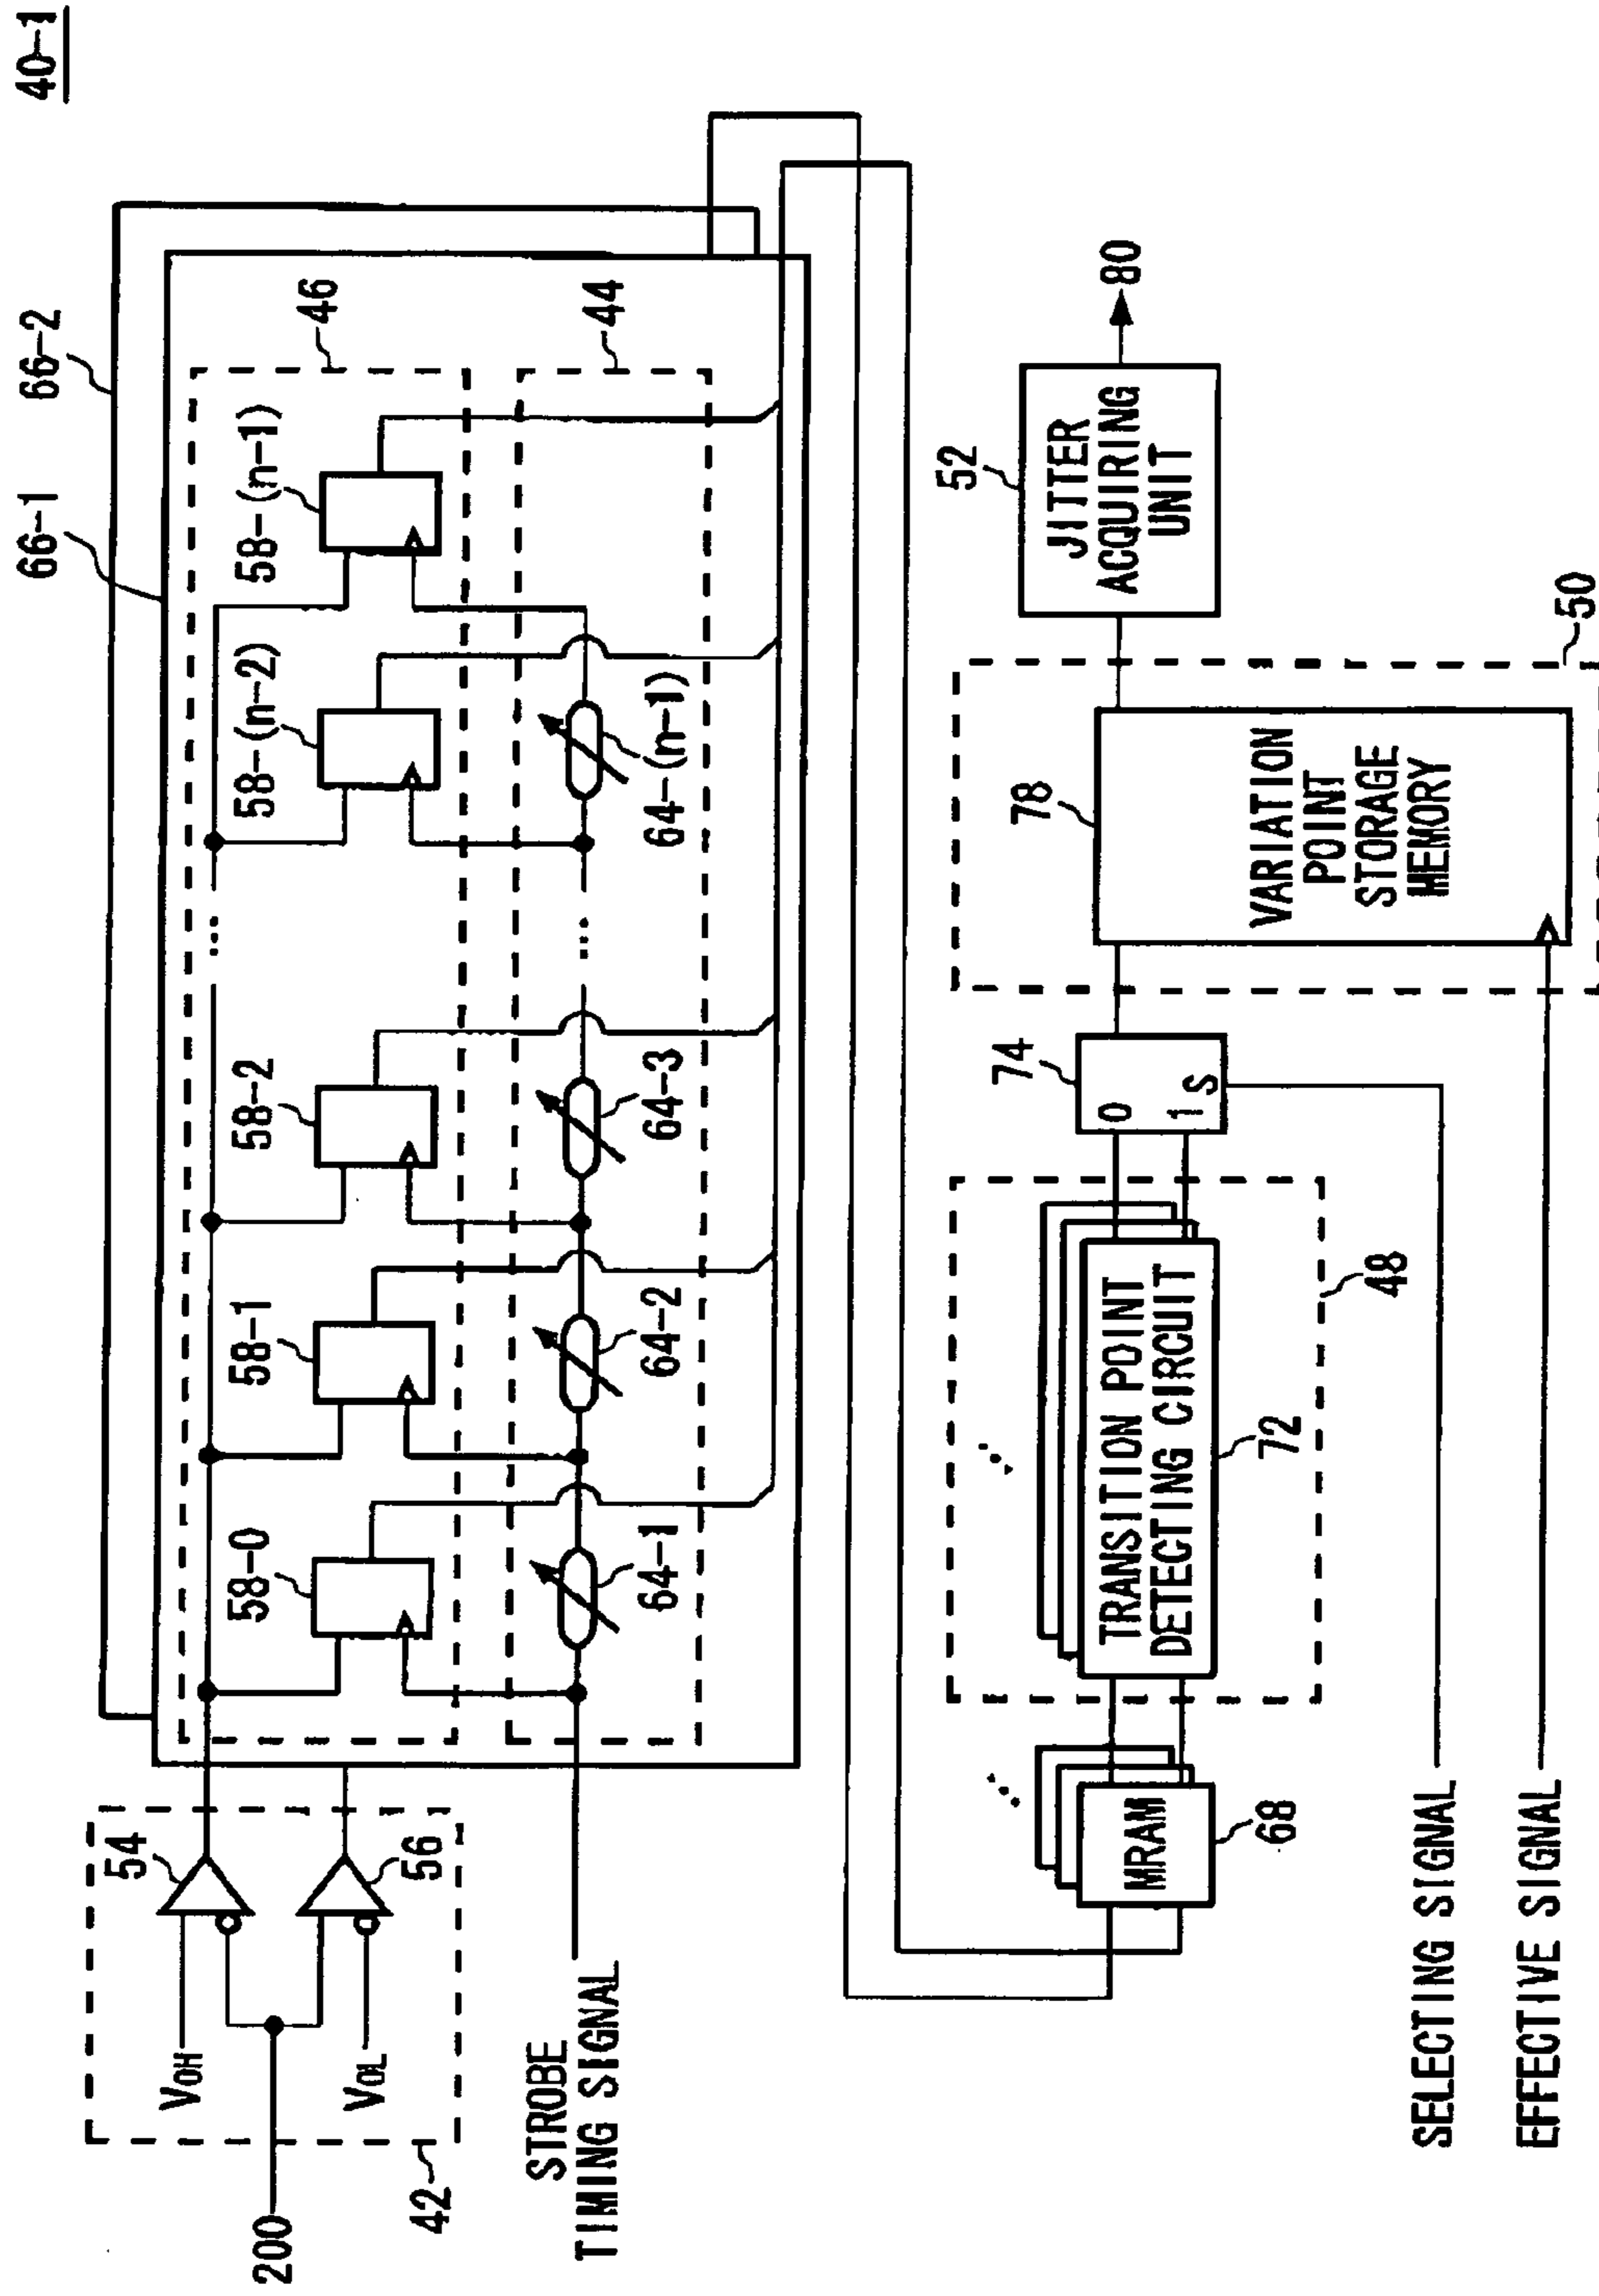 40-1
66-1
66-2
46
44
58-0
58-1
58-2
...
58-(n-2)
58-(n-1)
64-1
64-2
64-3
...
64-(n-1)
54
56
VOH
VOL
200
42
STROBE
TIMING SIGNAL
MRAM
68
TRANSITION POINT
DETECTING CIRCUIT
72
48
74
0
1
S
78
VARIATION
POINT
STORAGE
MEMORY
50
52
JITTER
ACQUIRING
UNIT
80
SELECTING SIGNAL
EFFECTIVE SIGNAL